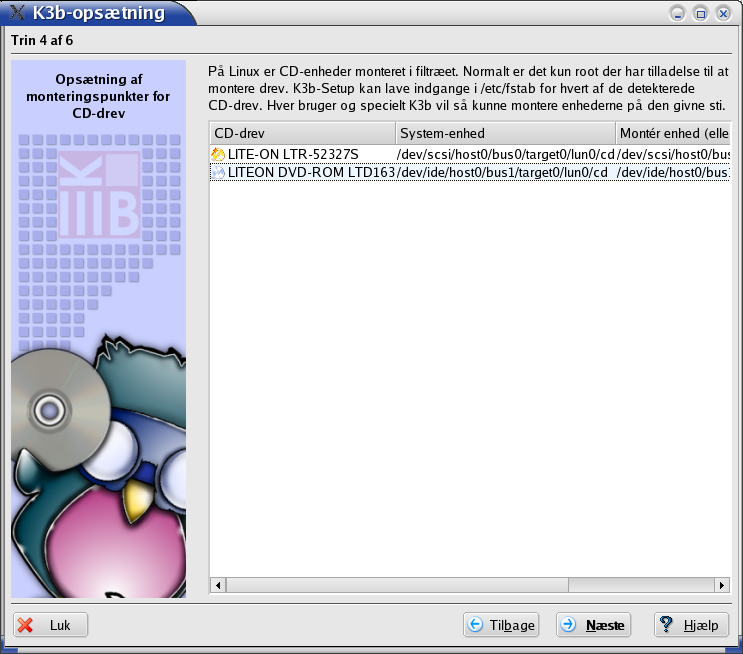 K3b-opsætning
Trin 4 af 6
Opsætning af
monteringspunkter for
CD-drev
KIIIB
På Linux er CD-enheder monteret i filtræet. Normalt er det kun root der har tilladelse til at
montere drev. K3b-Setup kan lave indgange i /etc/fstab for hvert af de detekterede
CD-drev. Hver bruger og specielt K3b vil så kunne montere enhederne på den givne sti.
CD-drev System-enhed Montér enhed (elle
LITE-ON LTR-52327S /dev/scsi/host0/bus0/target0/lun0/cd /dev/scsi/host0/bus
LITEON DVD-ROM LTD163 /dev/ide/host0/bus1/target0/lun0/cd /dev/ide/host0/bus1
Luk Tilbage Næste Hjælp